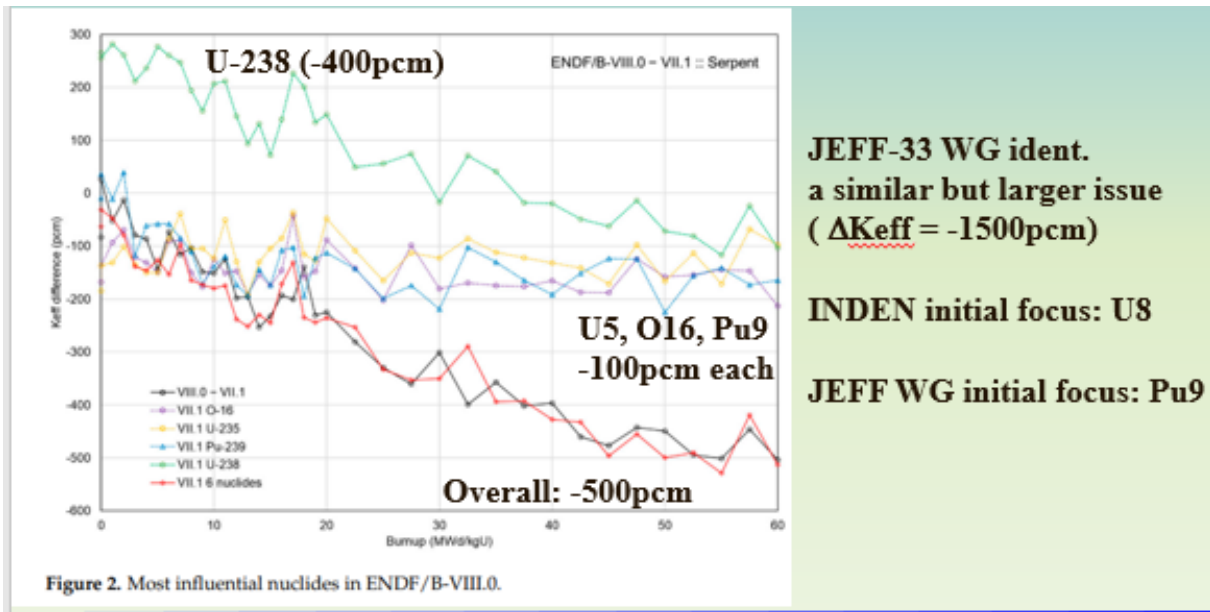 300
200
100
0
-100
-200
-300
-400
-500
-600
Keff difference (pcm)
U-238 (-400pcm)
ENDF/B-VIII.0 – VII.1 :: Serpent
U5, O16, Pu9
-100pcm each
VIII.0 – VII.1
VII.1 O-16
VII.1 U-235
VII.1 Pu-239
VII.1 U-238
VII.1 6 nuclides
Overall: -500pcm
0 10 20 30 40 50 60
Burnup (MWd/kgU)
Figure 2. Most influential nuclides in ENDF/B-VIII.0.
JEFF-33 WG ident.
a similar but larger issue
( ΔKeff = -1500pcm)
INDEN initial focus: U8
JEFF WG initial focus: Pu9